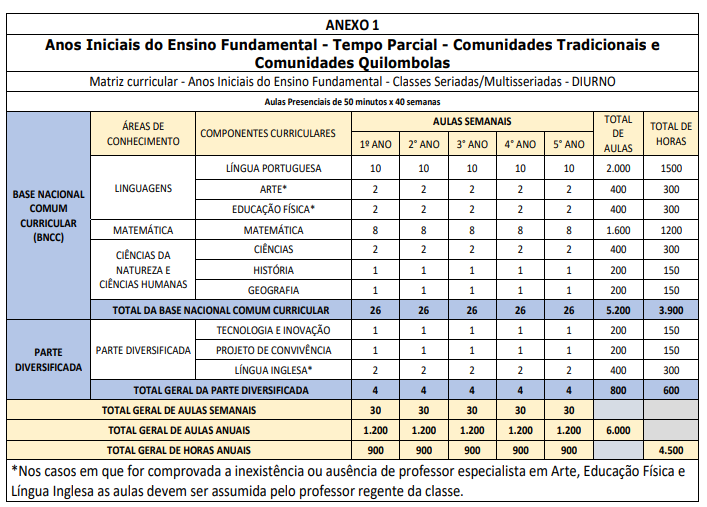 ANEXO 1
Anos Iniciais do Ensino Fundamental - Tempo Parcial - Comunidades Tradicionais e
Comunidades Quilombolas
Matriz curricular - Anos Iniciais do Ensino Fundamental - Classes Seriadas/Multisseriadas - DIURNO
Aulas Presenciais de 50 minutos x 40 semanas
BASE NACIONAL
COMUM
CURRICULAR
(BNCC)
ÁREAS DE
CONHECIMENTO
COMPONENTES CURRICULARES
AULAS SEMANAIS
TOTAL
DE
AULAS
TOTAL DE
HORAS
1º ANO 2° ANO 3° ANO 4° ANO 5° ANO
LINGUAGENS
LÍNGUA PORTUGUESA 10 10 10 10 10 2.000 1500
ARTE* 2 2 2 2 2 400 300
EDUCAÇÃO FÍSICA* 2 2 2 2 2 400 300
MATEMÁTICA MATEMÁTICA 8 8 8 8 8 1.600 1200
CIÊNCIAS DA
NATUREZA E
CIÊNCIAS HUMANAS
CIÊNCIAS 2 2 2 2 2 400 300
HISTÓRIA 1 1 1 1 1 200 150
GEOGRAFIA 1 1 1 1 1 200 150
TOTAL DA BASE NACIONAL COMUM CURRICULAR 26 26 26 26 26 5.200 3.900
PARTE
DIVERSIFICADA
PARTE DIVERSIFICADA
TECNOLOGIA E INOVAÇÃO 1 1 1 1 1 200 150
PROJETO DE CONVIVÊNCIA 1 1 1 1 1 200 150
LÍNGUA INGLESA* 2 2 2 2 2 400 300
TOTAL GERAL DA PARTE DIVERSIFICADA 4 4 4 4 4 800 600
TOTAL GERAL DE AULAS SEMANAIS 30 30 30 30 30
TOTAL GERAL DE AULAS ANUAIS 1.200 1.200 1.200 1.200 1.200 6.000
TOTAL GERAL DE HORAS ANUAIS 900 900 900 900 900 4.500
*Nos casos em que for comprovada a inexistência ou ausência de professor especialista em Arte, Educação Física e
Língua Inglesa as aulas devem ser assumida pelo professor regente da classe.